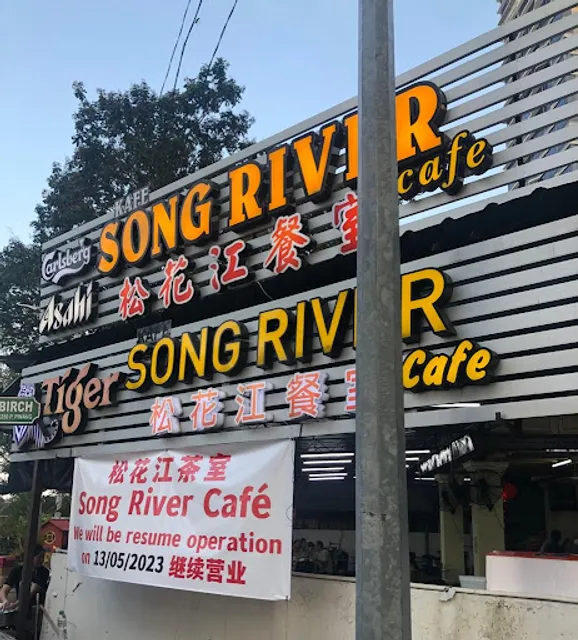 KAFE
SONG RIVER
cafe
Carlsberg
松花江餐室
Asahi
KAFE
SONG RIVER
Cafe
Tiger
松花江餐
BIRCH
松花江茶室
Song River Café
We will be resume operation
on 13/05/2023 继续营业